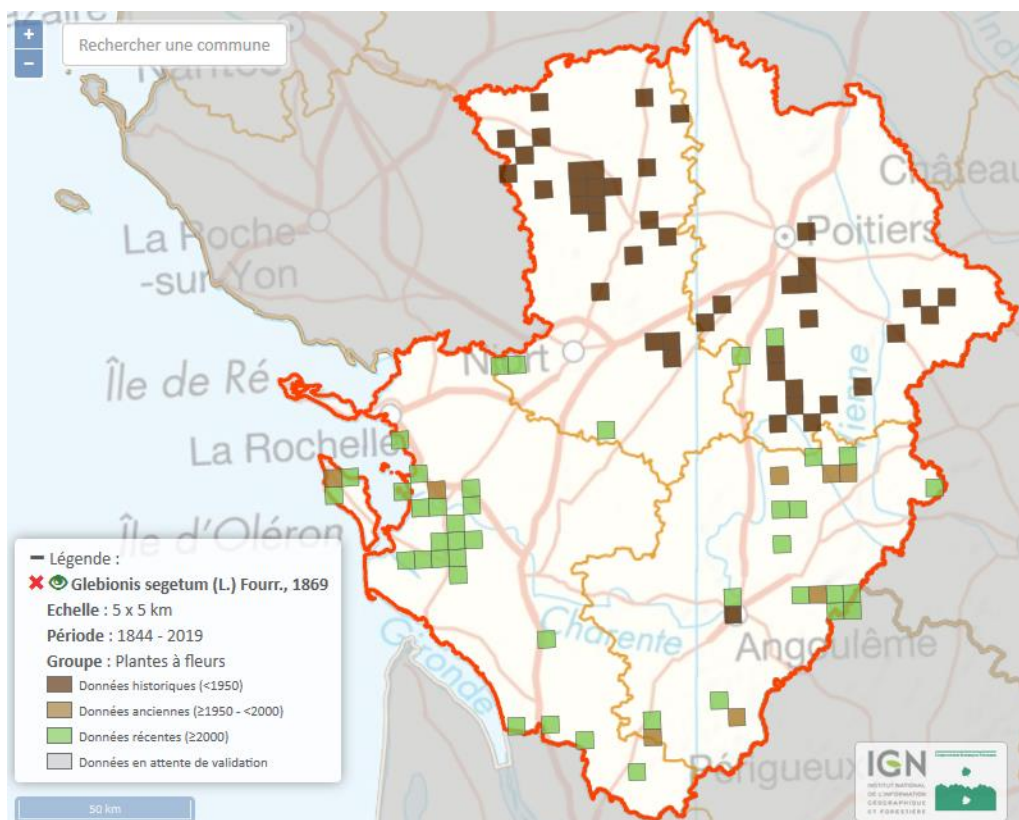 +
−
Rechercher une commune
Nantes
Châteauroux
Poitiers
La Roche-
-sur-Yon
Niort
Île de Ré
La Rochelle
Vienne
Île d'Oléron
Charente
Angoulême
Gironde
Périgueux
Légende :
Glebionis segetum (L.) Fourr., 1869
Echelle : 5 x 5 km
Période : 1844 - 2019
Groupe : Plantes à fleurs
Données historiques (<1950)
Données anciennes (≥1950 - <2000)
Données récentes (≥2000)
Données en attente de validation
50 km
IGN
INSTITUT NATIONAL
DE L'INFORMATION
GÉOGRAPHIQUE
ET FORESTIÈRE